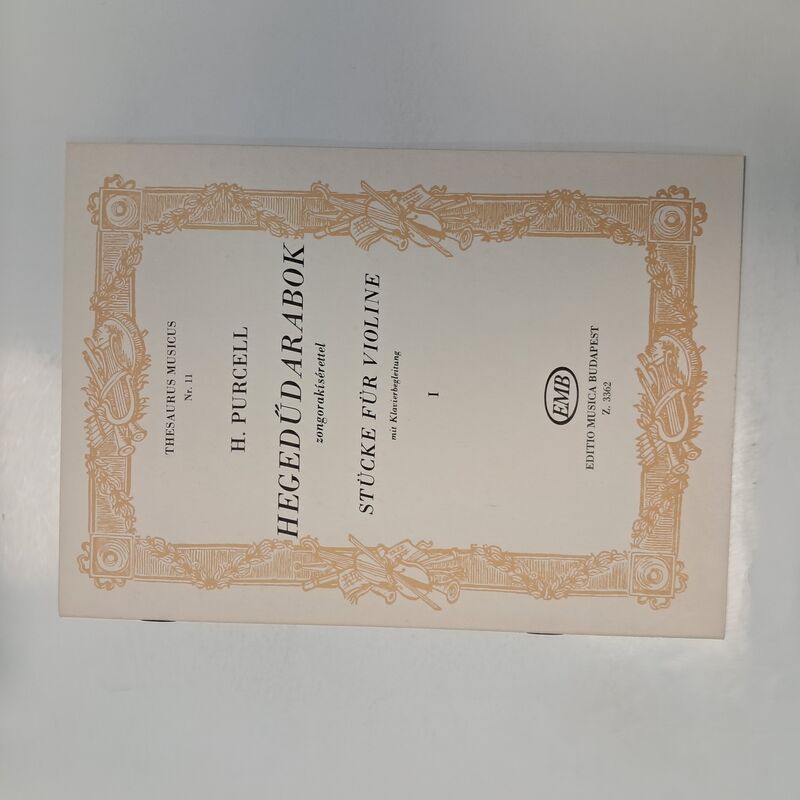 THESAURUS MUSICUS
Nr. 11
H. PURCELL
HEGEDŰDARABOK
zongorakísérettel
STÜCKE FÜR VIOLINE
mit Klavierbegleitung
I
EMB
EDITIO MUSICA BUDAPEST
Z. 3362